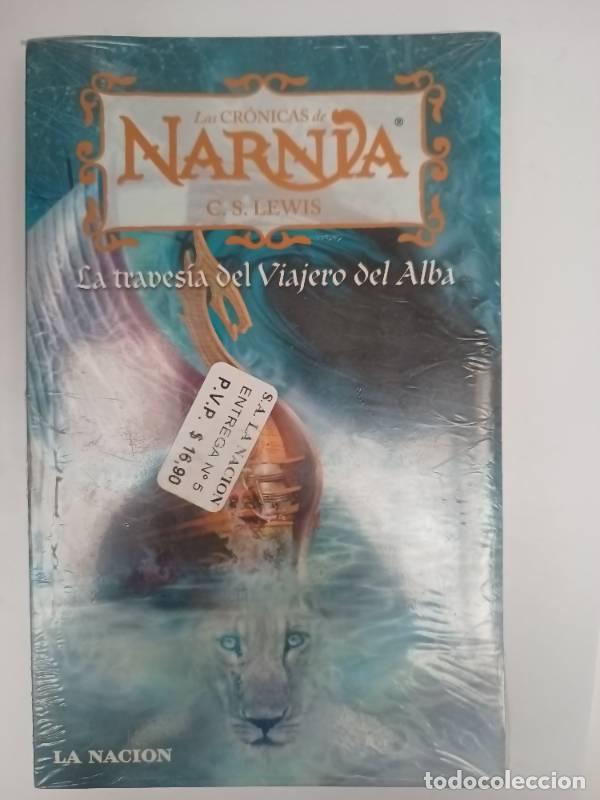 Las CRÓNICAS de
NARNIA®
C. S. LEWIS
La travesía del Viajero del Alba
S.A. LA NACION
ENTREGA Nº 5
P.V.P. $ 16,90
LA NACION
todocoleccion